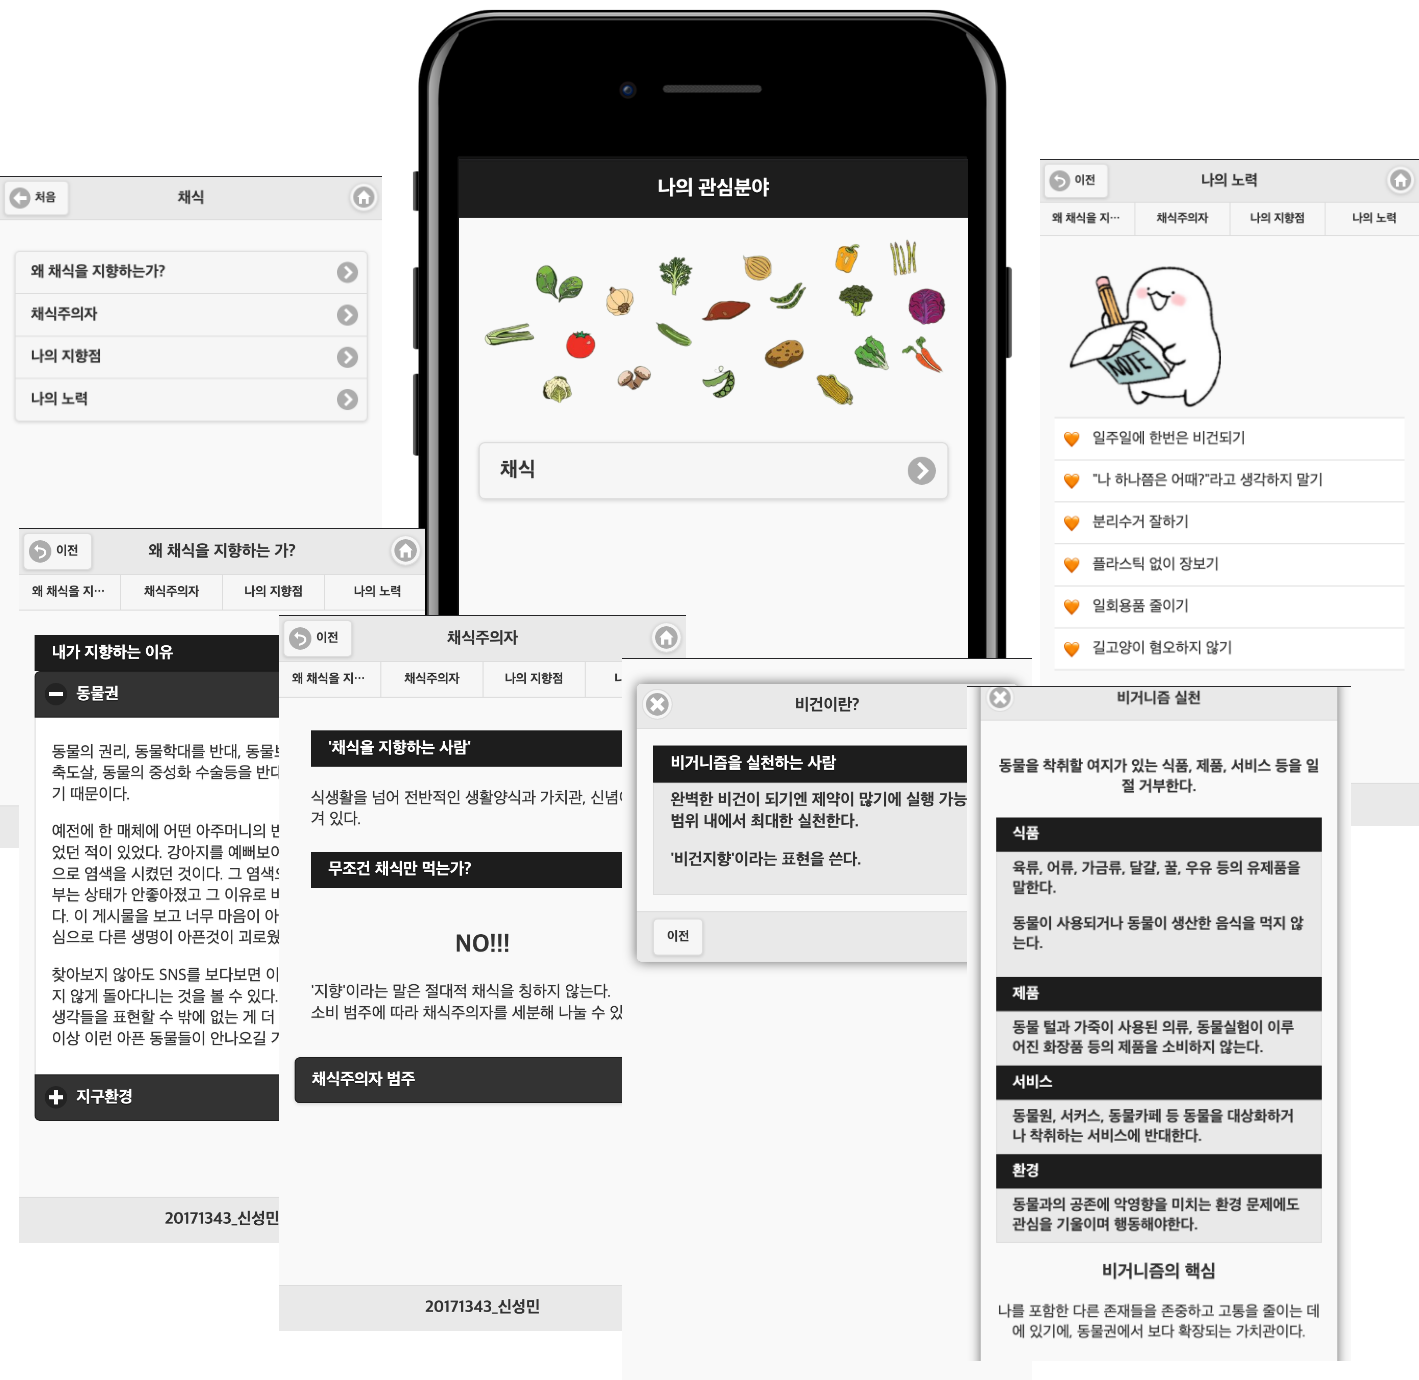 나의 관심분야
채식
처음
채식
왜 채식을 지향하는가?
채식주의자
나의 지향점
나의 노력
이전
왜 채식을 지향하는 가?
왜 채식을 지…
채식주의자
나의 지향점
나의 노력
내가 지향하는 이유
동물권
동물의 권리, 동물학대를 반대, 동물
축도살, 동물의 중성화 수술등을 반대
기 때문이다.
예전에 한 매체에 어떤 아주머니의
었던 적이 있었다. 강아지를 예뻐보이
으로 염색을 시켰던 것이다. 그 염색
부는 상태가 안좋아졌고 그 이유로
다. 이 게시물을 보고 너무 마음이 아
심으로 다른 생명이 아픈것이 괴로웠
찾아보지 않아도 SNS를 보다보면 이
지 않게 돌아다니는 것을 볼 수 있다.
생각들을 표현할 수 밖에 없는 게 더
이상 이런 아픈 동물들이 안나오길
지구환경
20171343_신성민
이전
채식주의자
왜 채식을 지…
채식주의자
나의 지향점
'채식을 지향하는 사람'
식생활을 넘어 전반적인 생활양식과 가치관, 신념
겨 있다.
무조건 채식만 먹는가?
NO!!!
'지향'이라는 말은 절대적 채식을 칭하지 않는다.
소비 범주에 따라 채식주의자를 세분해 나눌 수 있
채식주의자 범주
20171343_신성민
비건이란?
비거니즘을 실천하는 사람
완벽한 비건이 되기엔 제약이 많기에 실행 가능
범위 내에서 최대한 실천한다.
'비건지향'이라는 표현을 쓴다.
이전
이전
나의 노력
왜 채식을 지…
채식주의자
나의 지향점
나의 노력
NOTE
일주일에 한번은 비건되기
"나 하나쯤은 어때?"라고 생각하지 말기
분리수거 잘하기
플라스틱 없이 장보기
일회용품 줄이기
길고양이 혐오하지 않기
비거니즘 실천
동물을 착취할 여지가 있는 식품, 제품, 서비스 등을 일
절 거부한다.
식품
육류, 어류, 가금류, 달걀, 꿀, 우유 등의 유제품을
말한다.
동물이 사용되거나 동물이 생산한 음식을 먹지 않
는다.
제품
동물 털과 가죽이 사용된 의류, 동물실험이 이루
어진 화장품 등의 제품을 소비하지 않는다.
서비스
동물원, 서커스, 동물카페 등 동물을 대상화하거
나 착취하는 서비스에 반대한다.
환경
동물과의 공존에 악영향을 미치는 환경 문제에도
관심을 기울이며 행동해야한다.
비거니즘의 핵심
나를 포함한 다른 존재들을 존중하고 고통을 줄이는 데
에 있기에, 동물권에서 보다 확장되는 가치관이다.